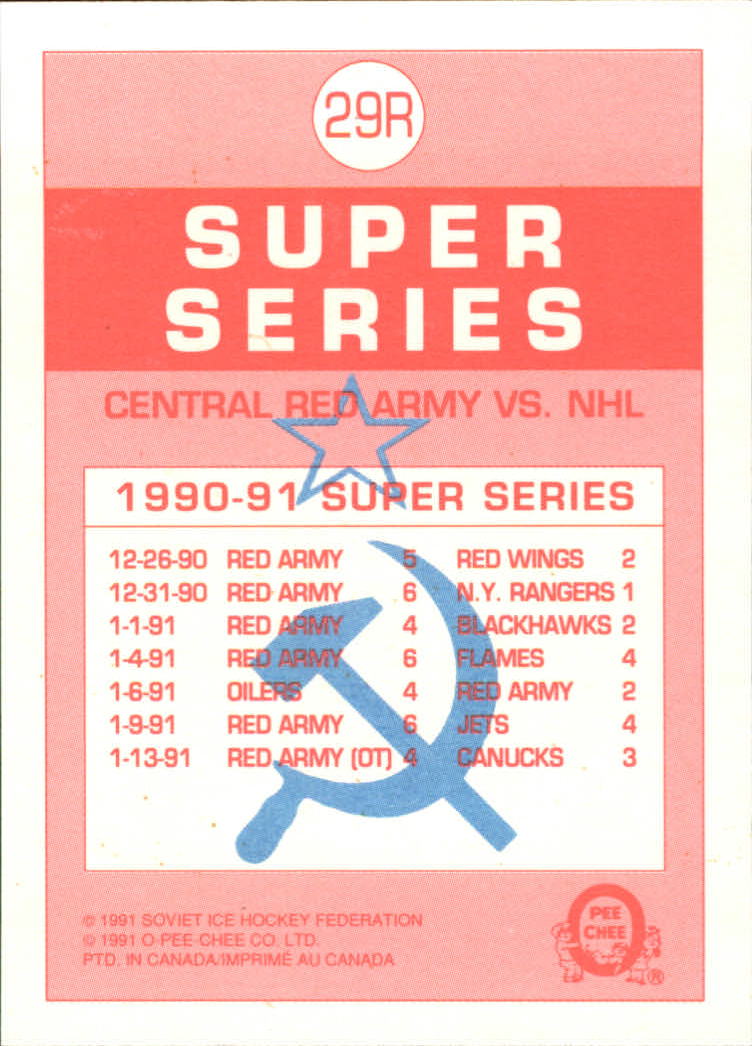 29R
SUPER
SERIES
CENTRAL RED ARMY VS. NHL
1990-91 SUPER SERIES
12-26-90 RED ARMY 5 RED WINGS 2
12-31-90 RED ARMY 6 N.Y. RANGERS 1
1-1-91 RED ARMY 4 BLACKHAWKS 2
1-4-91 RED ARMY 6 FLAMES 4
1-6-91 OILERS 4 RED ARMY 2
1-9-91 RED ARMY 6 JETS 4
1-13-91 RED ARMY (OT) 4 CANUCKS 3
© 1991 SOVIET ICE HOCKEY FEDERATION
© 1991 O-PEE-CHEE CO. LTD.
PTD. IN CANADA/IMPRIMÉ AU CANADA
O
PEE
CHEE
®